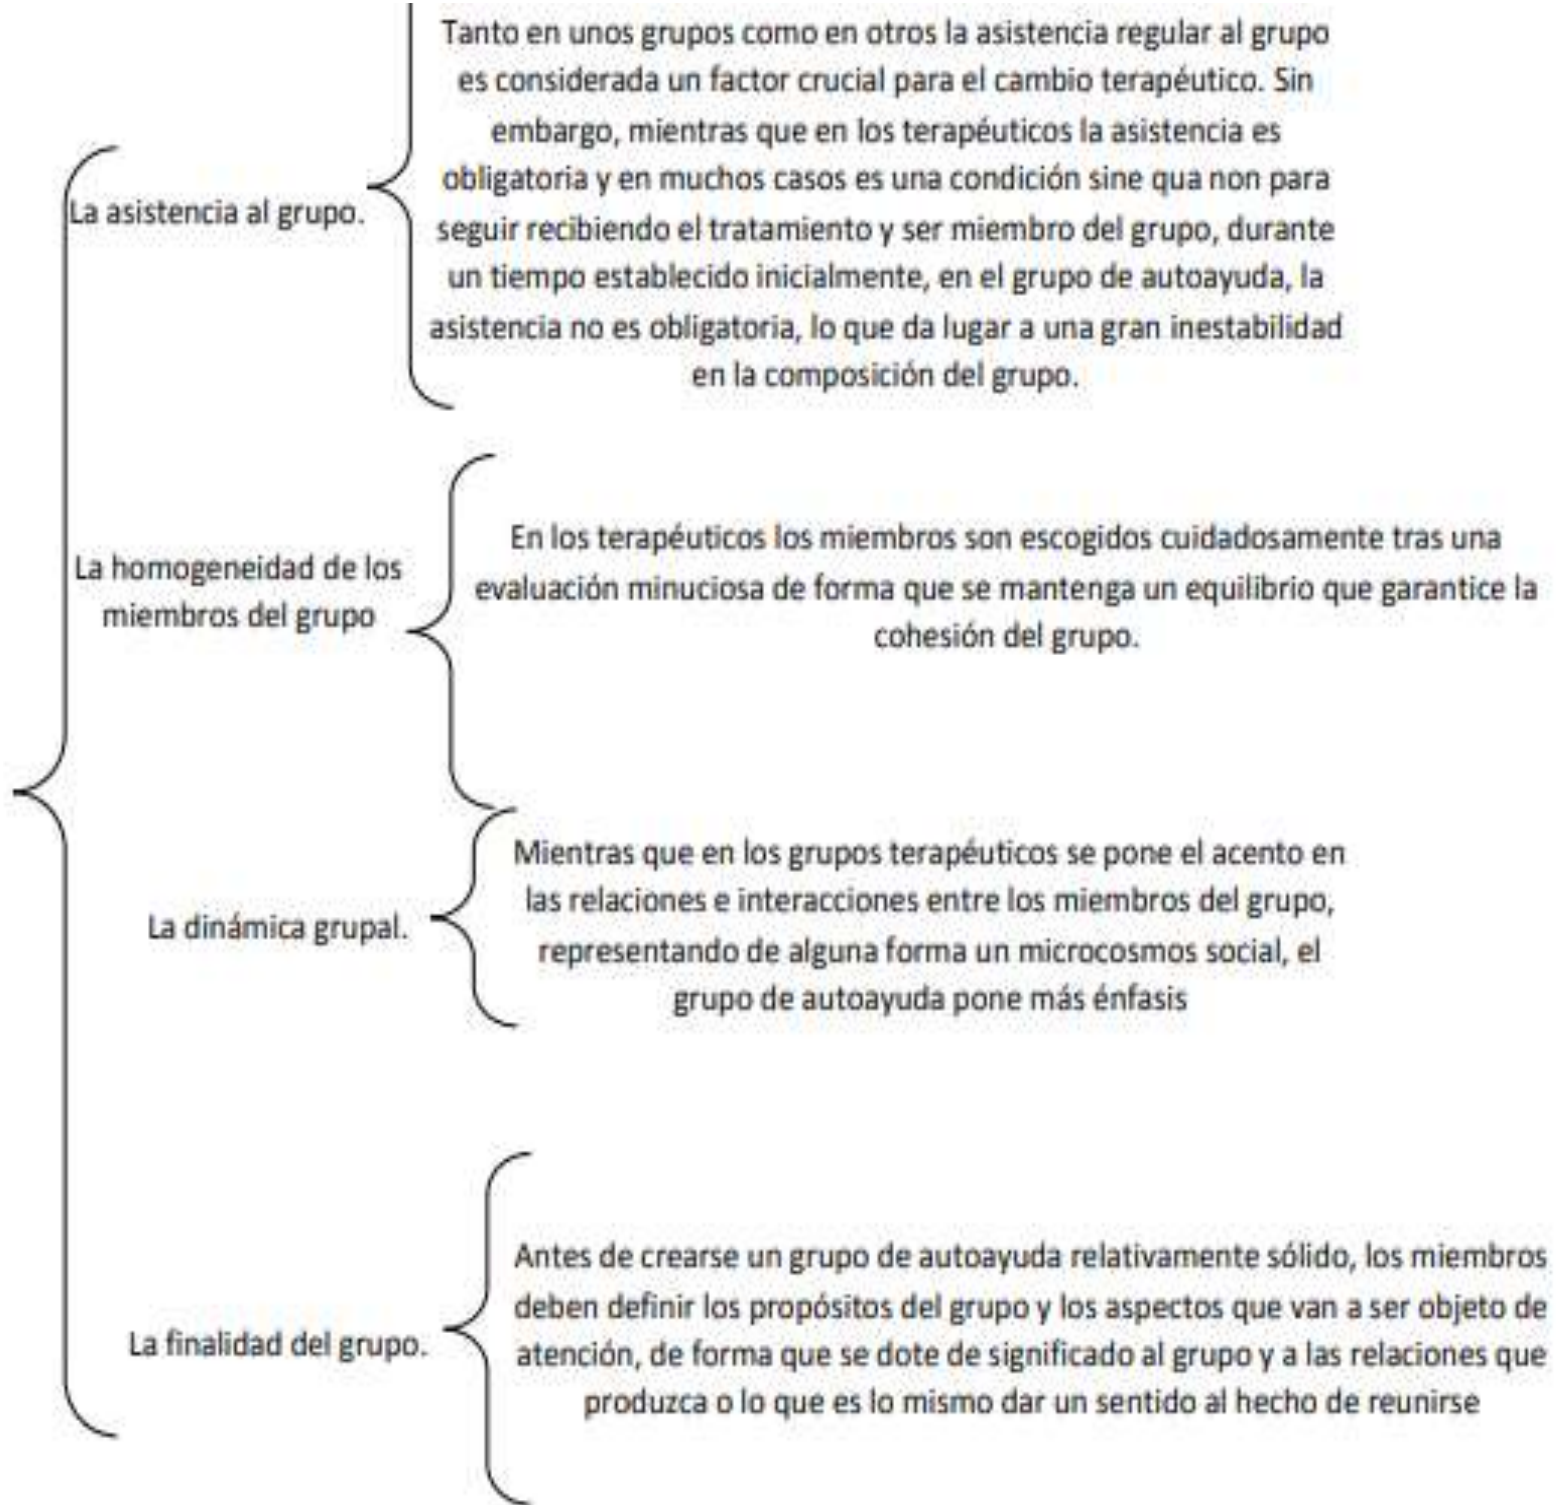 La asistencia al grupo.
Tanto en unos grupos como en otros la asistencia regular al grupo
es considerada un factor crucial para el cambio terapéutico. Sin
embargo, mientras que en los terapéuticos la asistencia es
obligatoria y en muchos casos es una condición sine qua non para
seguir recibiendo el tratamiento y ser miembro del grupo, durante
un tiempo establecido inicialmente, en el grupo de autoayuda, la
asistencia no es obligatoria, lo que da lugar a una gran inestabilidad
en la composición del grupo.
La homogeneidad de los
miembros del grupo
En los terapéuticos los miembros son escogidos cuidadosamente tras una
evaluación minuciosa de forma que se mantenga un equilibrio que garantice la
cohesión del grupo.
La dinámica grupal.
Mientras que en los grupos terapéuticos se pone el acento en
las relaciones e interacciones entre los miembros del grupo,
representando de alguna forma un microcosmos social, el
grupo de autoayuda pone más énfasis
La finalidad del grupo.
Antes de crearse un grupo de autoayuda relativamente sólido, los miembros
deben definir los propósitos del grupo y los aspectos que van a ser objeto de
atención, de forma que se dote de significado al grupo y a las relaciones que
produzca o lo que es lo mismo dar un sentido al hecho de reunirse